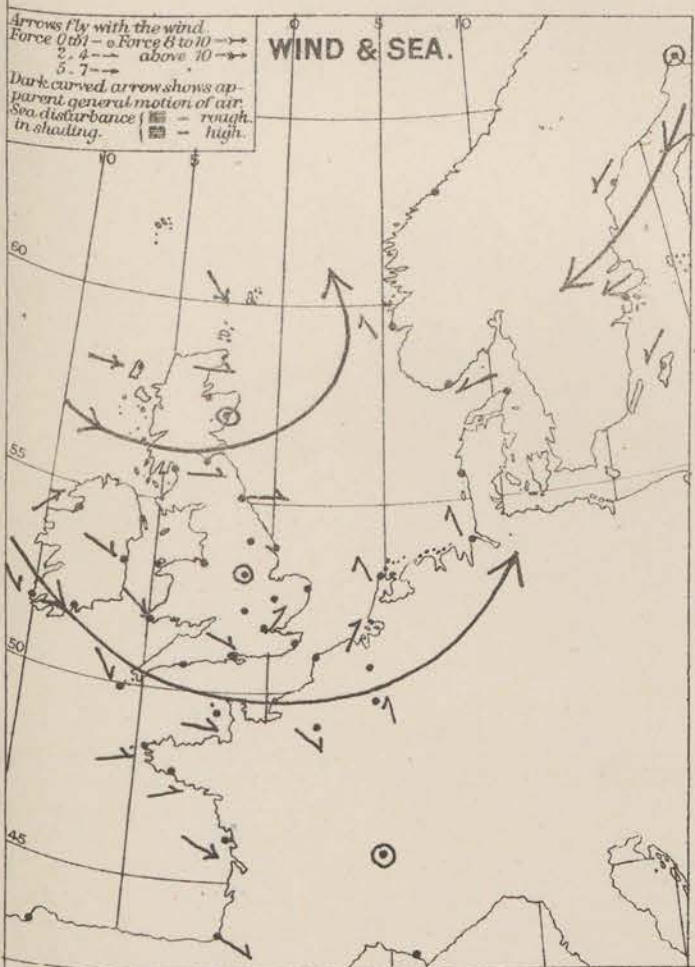 0
10
Arrows fly with the wind.
Force 0 to 1 – Force 8 to 10 –
2 . 4 – above 10 –
5 . 7 –
Dark curved arrow shows ap-
parent general motion of air.
Sea disturbance { – rough.
in shading. – high.
WIND & SEA.
10
5
60
55
50
45